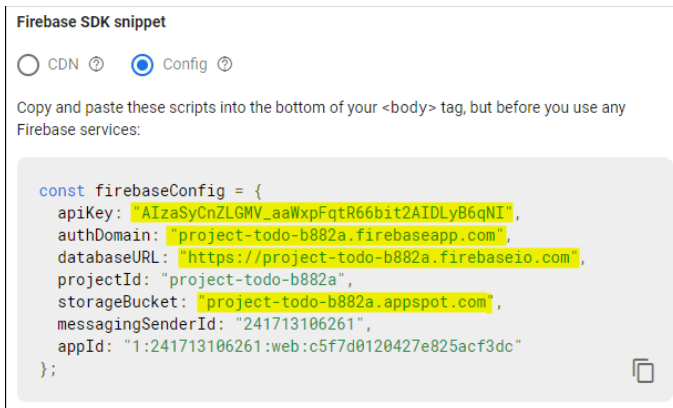 Firebase SDK snippet
CDN Config
Copy and paste these scripts into the bottom of your <body> tag, but before you use any
Firebase services:
const firebaseConfig = {
apiKey: "AIzaSyCnZLGMV_aaWxpFqtR66bit2AIDLyB6qNI",
authDomain: "project-todo-b882a.firebaseapp.com",
databaseURL: "https://project-todo-b882a.firebaseio.com",
projectId: "project-todo-b882a",
storageBucket: "project-todo-b882a.appspot.com",
messagingSenderId: "241713106261",
appId: "1:241713106261:web:c5f7d0120427e825acf3dc"
};